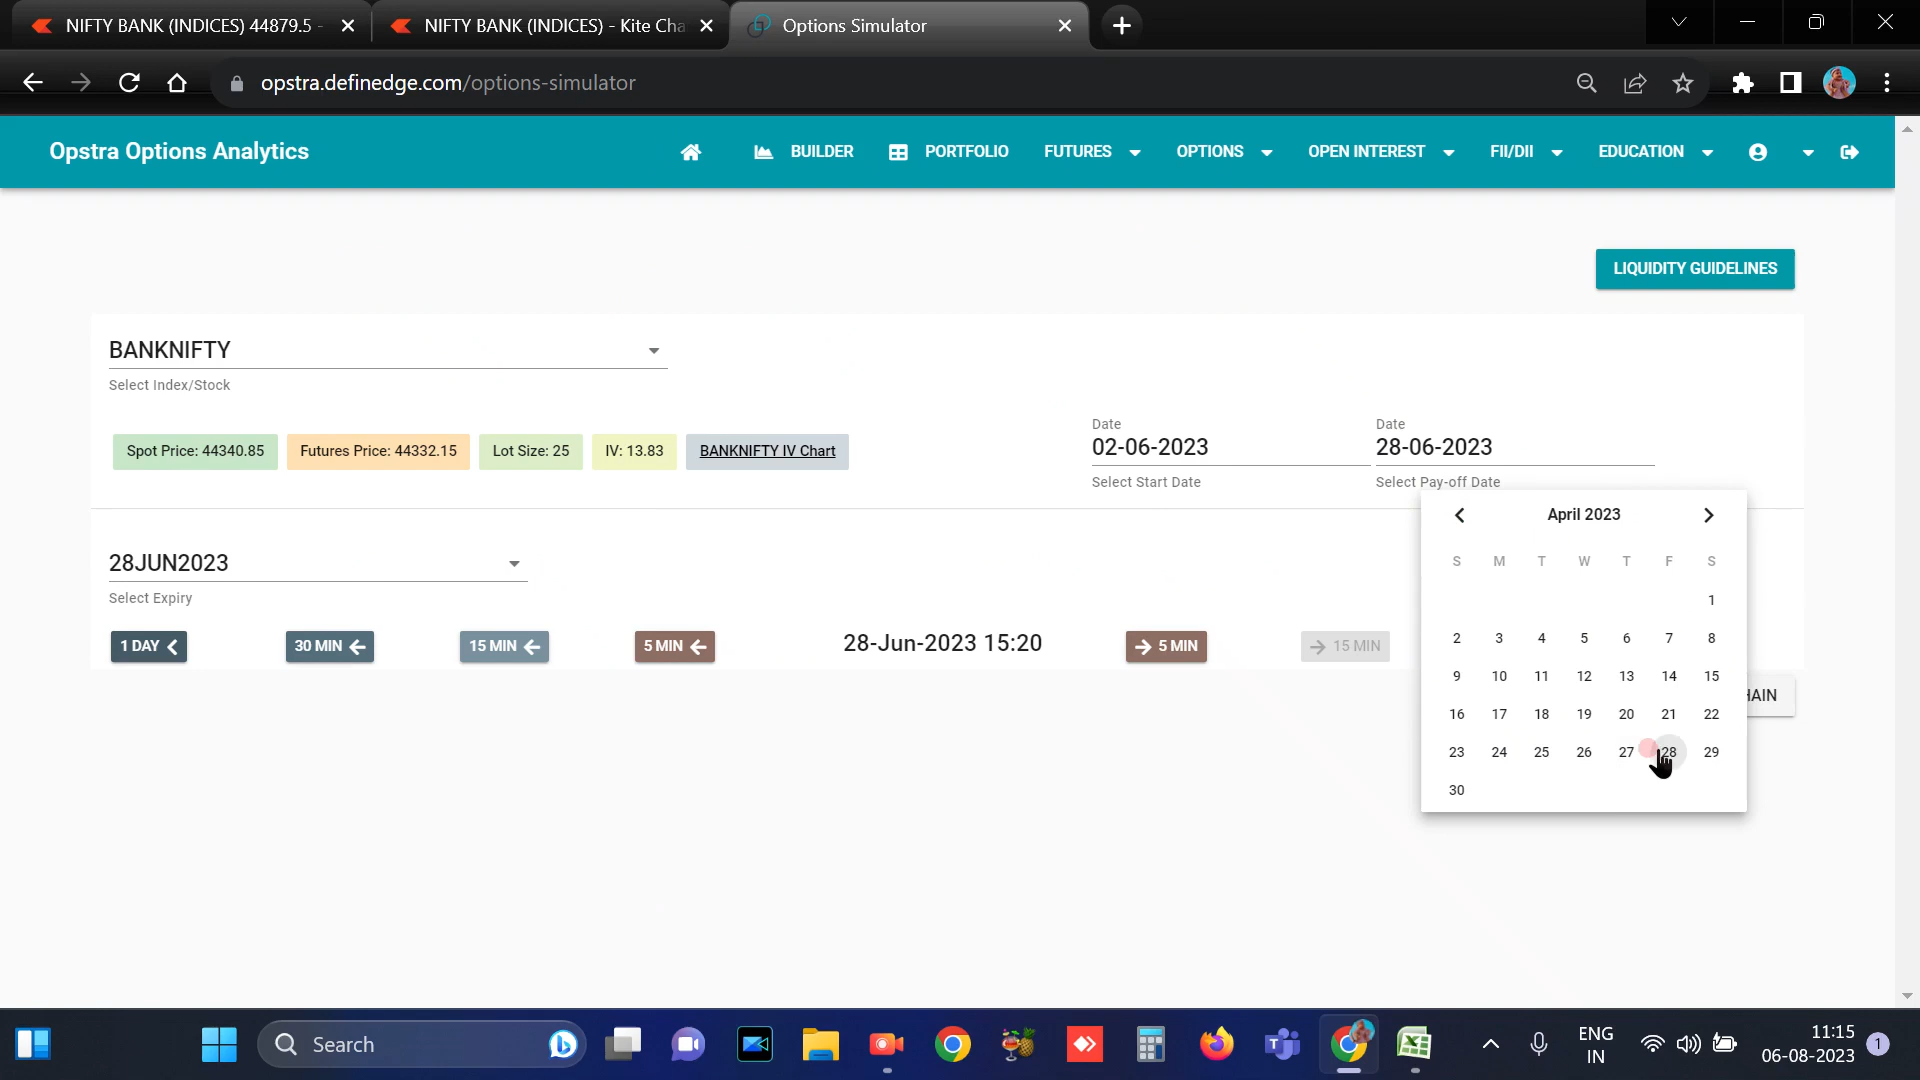 NIFTY BANK (INDICES) 44879.5 -
NIFTY BANK (INDICES) - Kite Cha
Options Simulator
opstra.definedge.com/options-simulator
Opstra Options Analytics
BUILDER
PORTFOLIO
FUTURES
OPTIONS
OPEN INTEREST
FII/DII
EDUCATION
LIQUIDITY GUIDELINES
BANKNIFTY
Select Index/Stock
Spot Price: 44340.85
Futures Price: 44332.15
Lot Size: 25
IV: 13.83
BANKNIFTY IV Chart
Date
02-06-2023
Select Start Date
Date
28-06-2023
Select Pay-off Date
28JUN2023
Select Expiry
1 DAY
30 MIN
15 MIN
5 MIN
28-Jun-2023 15:20
5 MIN
15 MIN
April 2023
S M T W T F S
1
2 3 4 5 6 7 8
9 10 11 12 13 14 15
16 17 18 19 20 21 22
23 24 25 26 27 28 29
30
HAIN
Search
ENG
IN
11:15
06-08-2023
1